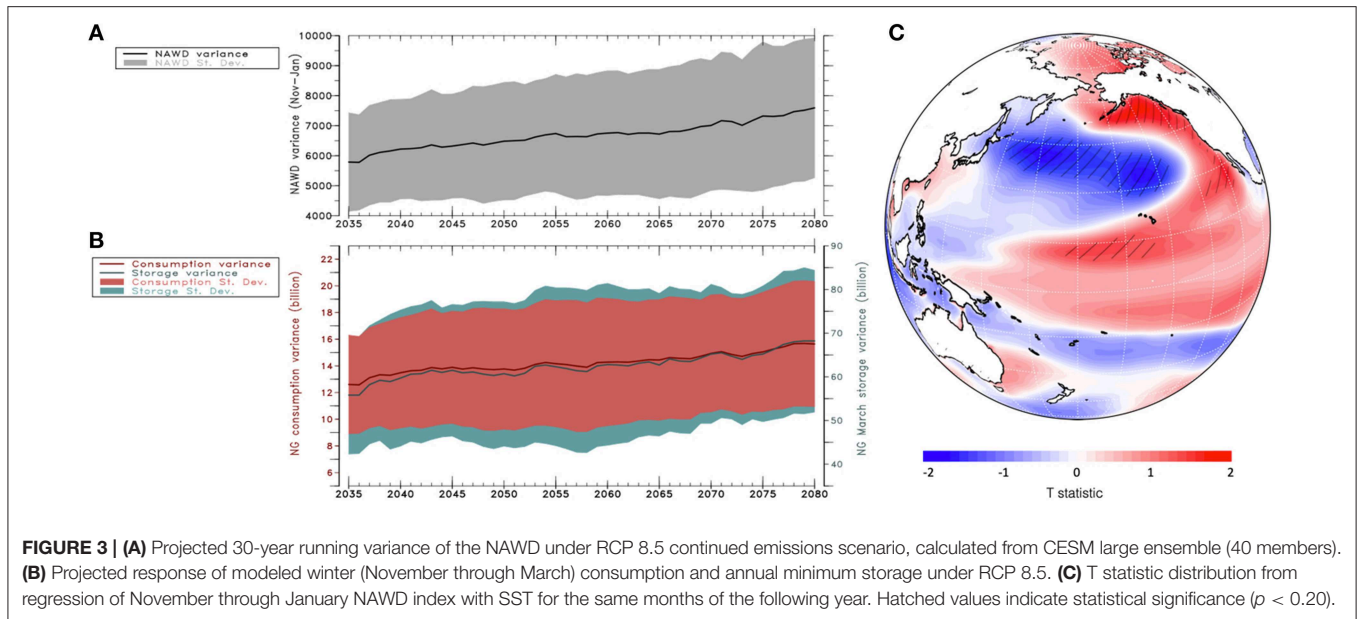 A
NAWD variance
NAWD St. Dev.
NAWD variance (Nov-Jan)
10000
9000
8000
7000
6000
5000
4000
2035 2040 2045 2050 2055 2060 2065 2070 2075 2080
B
Consumption variance
Storage variance
Consumption St. Dev.
Storage St. Dev.
NG consumption variance (billion)
22
20
18
16
14
12
10
8
6
NG March storage variance (billion)
90
80
70
60
50
40
2035 2040 2045 2050 2055 2060 2065 2070 2075 2080
C
-2 -1 0 1 2
T statistic
FIGURE 3 | (A) Projected 30-year running variance of the NAWD under RCP 8.5 continued emissions scenario, calculated from CESM large ensemble (40 members).
(B) Projected response of modeled winter (November through March) consumption and annual minimum storage under RCP 8.5. (C) T statistic distribution from
regression of November through January NAWD index with SST for the same months of the following year. Hatched values indicate statistical significance (p < 0.20).